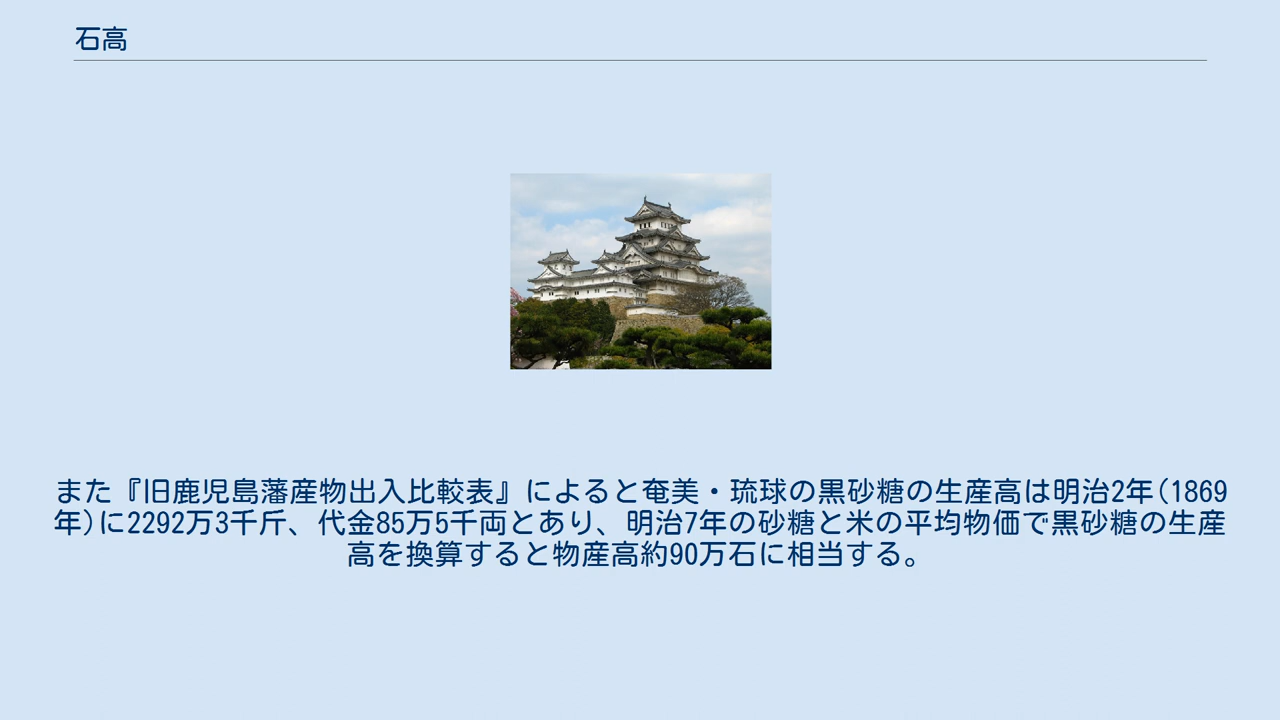 石高
また『旧鹿児島藩産物出入比較表』によると奄美・琉球の黒砂糖の生産高は明治2年(1869
年)に2292万3千斤、代金85万5千両とあり、明治7年の砂糖と米の平均物価で黒砂糖の生産
高を換算すると物産高約90万石に相当する。